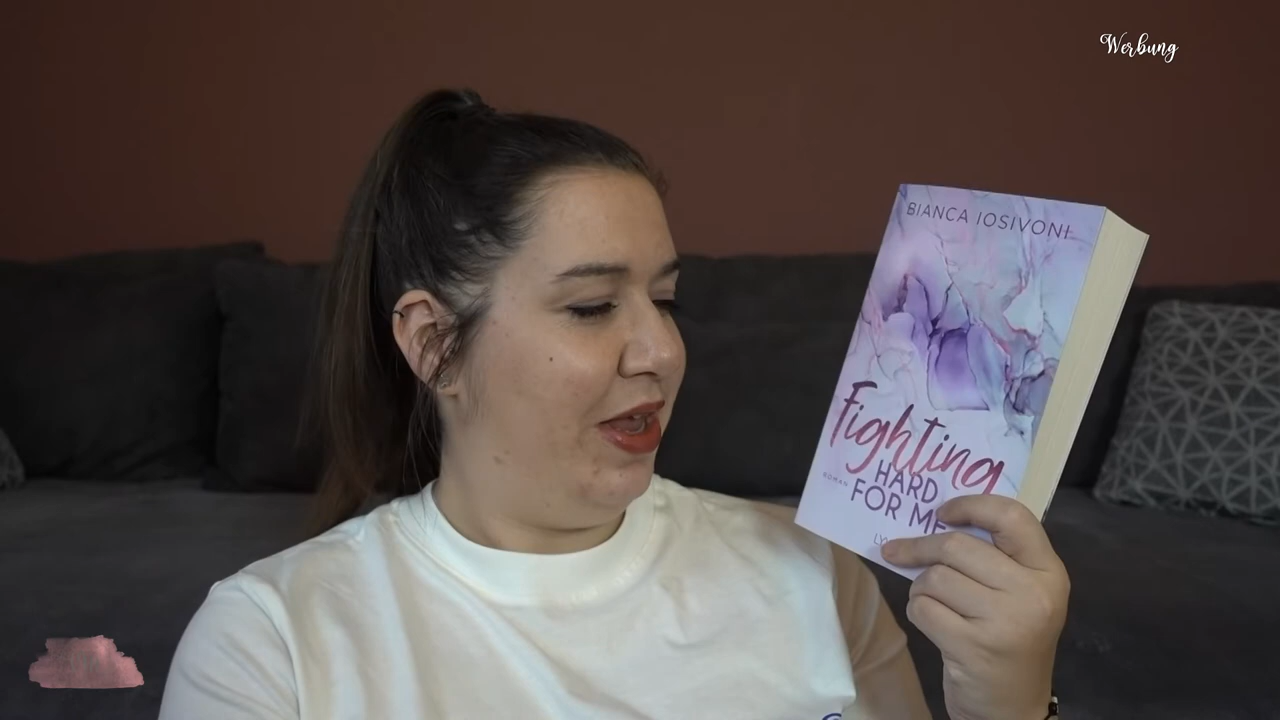 Werbung
BIANCA IOSIVONI
Fighting
HARD
ROMAN
FOR ME